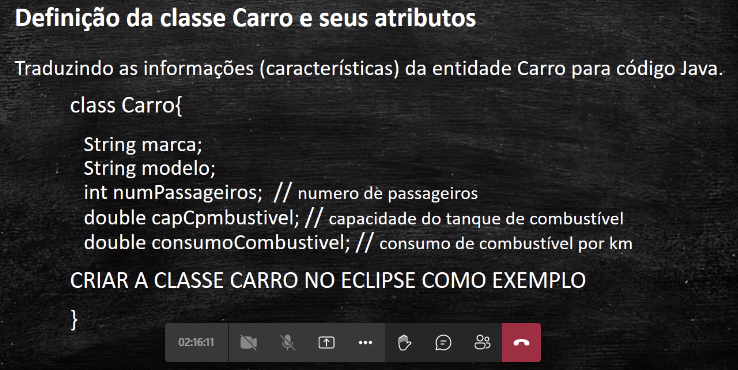 Definição da classe Carro e seus atributos
Traduzindo as informações (características) da entidade Carro para código Java.
class Carro{
String marca;
String modelo;
int numPassageiros; // numero de passageiros
double capCpmbustivel; // capacidade do tanque de combustível
double consumoCombustivel; // consumo de combustível por km
CRIAR A CLASSE CARRO NO ECLIPSE COMO EXEMPLO
}
02:16:11